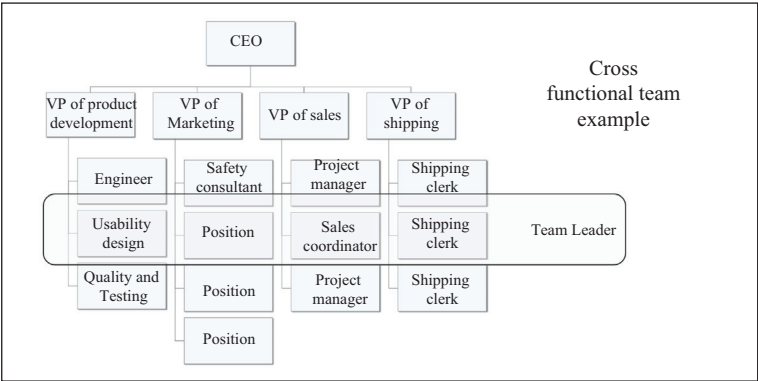 CEO
Cross
functional team
example
VP of product
development
VP of
Marketing
VP of sales
VP of
shipping
Engineer
Safety
consultant
Project
manager
Shipping
clerk
Usability
design
Position
Sales
coordinator
Shipping
clerk
Team Leader
Quality and
Testing
Position
Project
manager
Shipping
clerk
Position